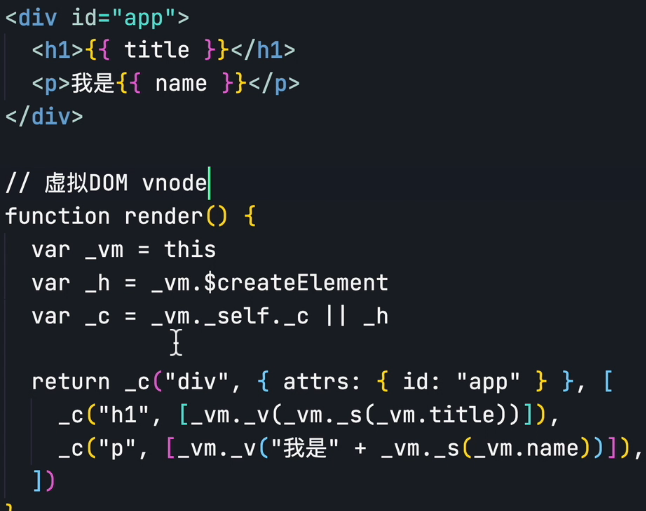 <div id="app">
<h1>{{ title }}</h1>
<p>我是{{ name }}</p>
</div>
// 虚拟DOM vnode
function render() {
var _vm = this
var _h = _vm.$createElement
var _c = _vm._self._c || _h
return _c("div", { attrs: { id: "app" } }, [
_c("h1", [_vm._v(_vm._s(_vm.title))]),
_c("p", [_vm._v("我是" + _vm._s(_vm.name))]),
])
}